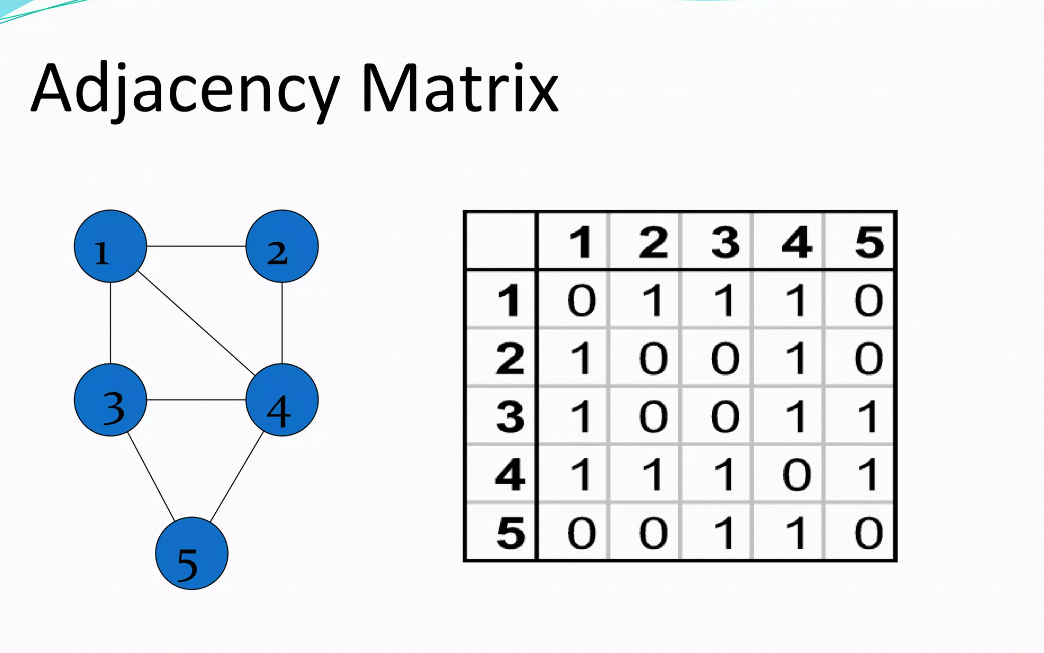 Adjacency Matrix
1 2
3 4
5
1 2 3 4 5
1 0 1 1 1 0
2 1 0 0 1 0
3 1 0 0 1 1
4 1 1 1 0 1
5 0 0 1 1 0